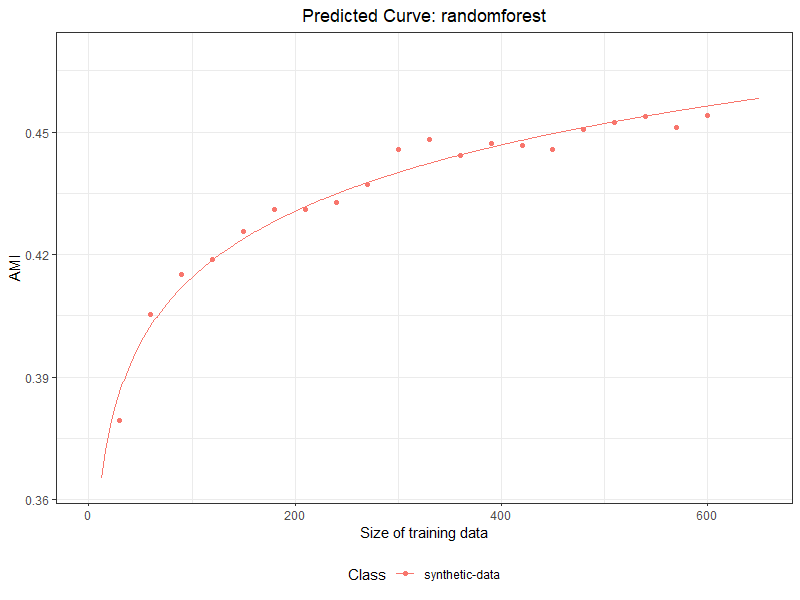 Predicted Curve: randomforest
AMI
0.45
0.42
0.39
0.36
0 200 400 600
Size of training data
Class synthetic-data